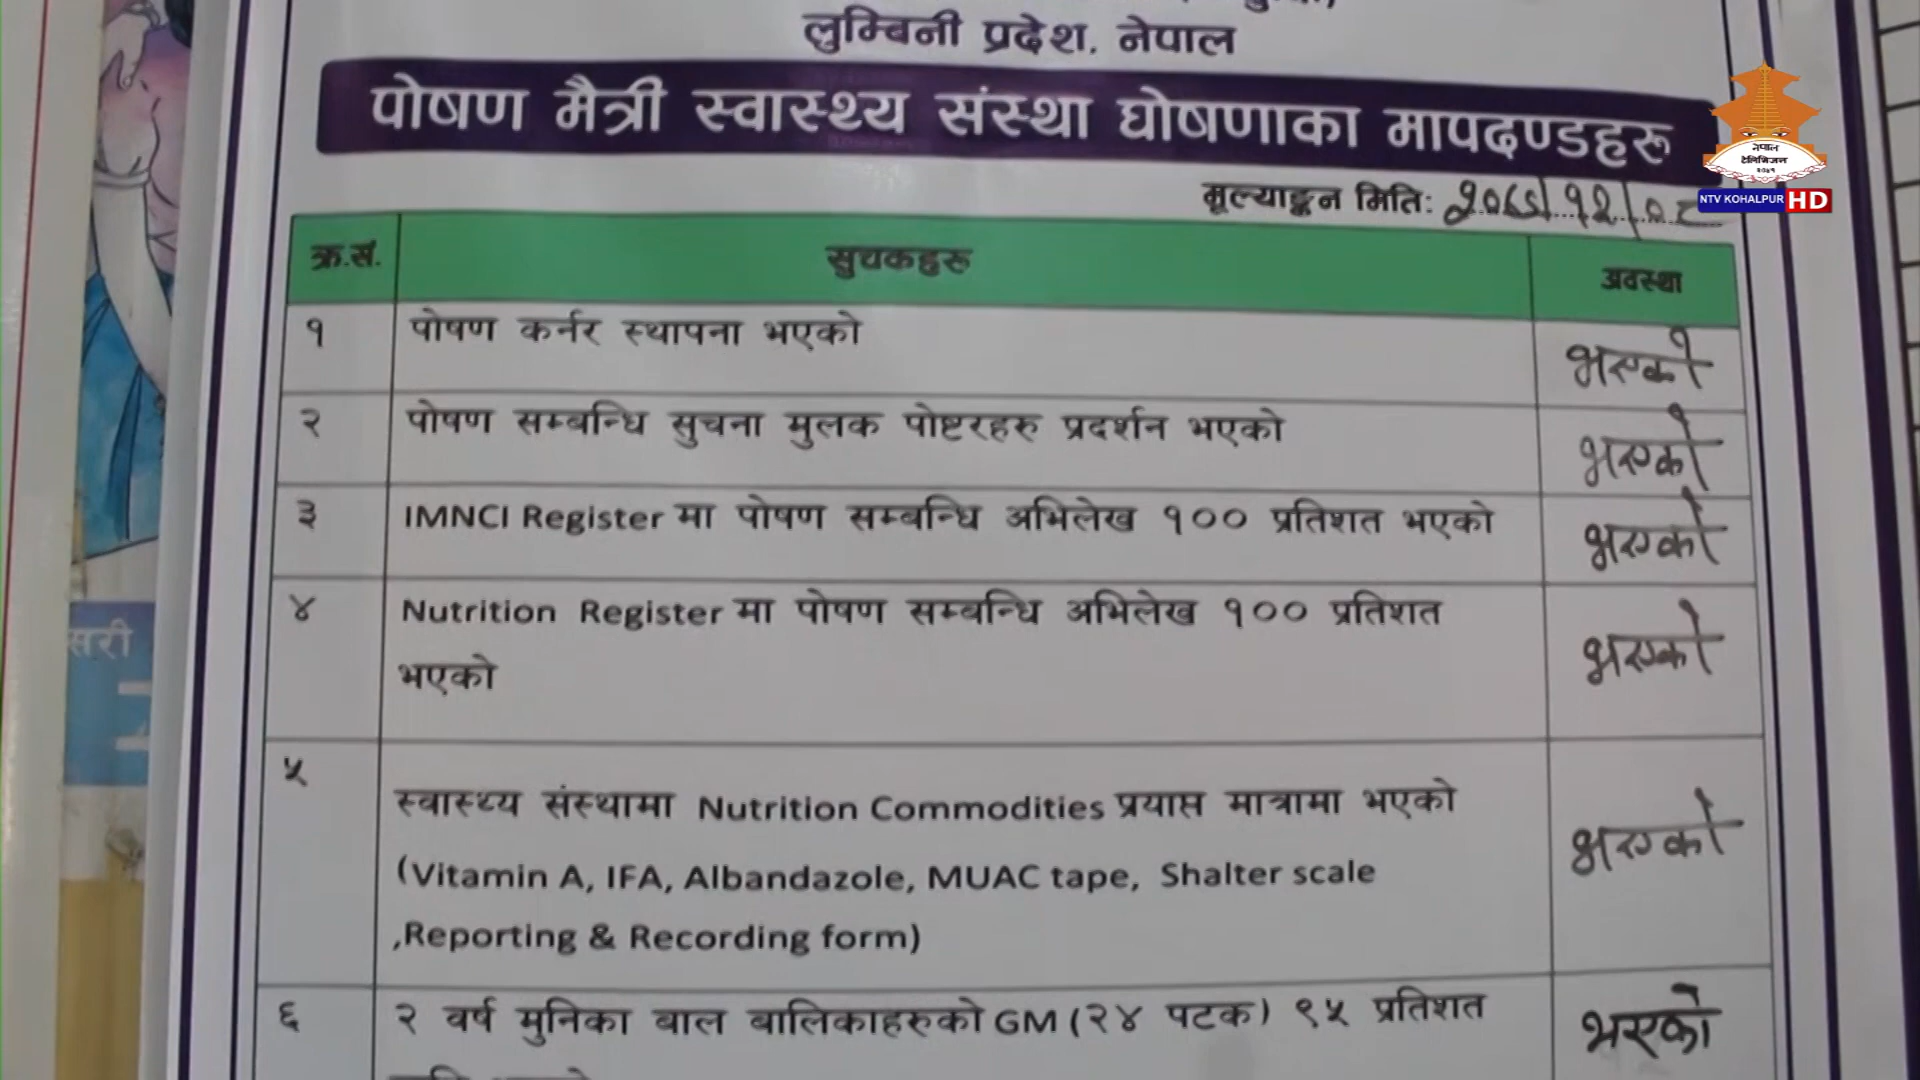 लुम्बिनी प्रदेश, नेपाल
पोषण मैत्री स्वास्थ्य संस्था घोषणाका मापदण्डहरू
मूल्याङ्कन मितिः
नेपाल
टेलिभिजन
२०४१
NTV KOHALPUR HD
क्र.सं. सुचकहरु अवस्था
१ पोषण कर्नर स्थापना भएको भएको
२ पोषण सम्बन्धि सुचना मुलक पोष्टरहरु प्रदर्शन भएको भएको
३ IMNCI Register मा पोषण सम्बन्धि अभिलेख १०० प्रतिशत भएको भएको
४ Nutrition Register मा पोषण सम्बन्धि अभिलेख १०० प्रतिशत भएको
भएको
५ स्वास्थ्य संस्थामा Nutrition Commodities प्रयाप्त मात्रामा भएको भएको
(Vitamin A, IFA, Albandazole, MUAC tape, Shalter scale
,Reporting & Recording form)
६ २ वर्ष मुनिका बाल बालिकाहरुको GM (२४ पटक) ९५ प्रतिशत भएको
सरी